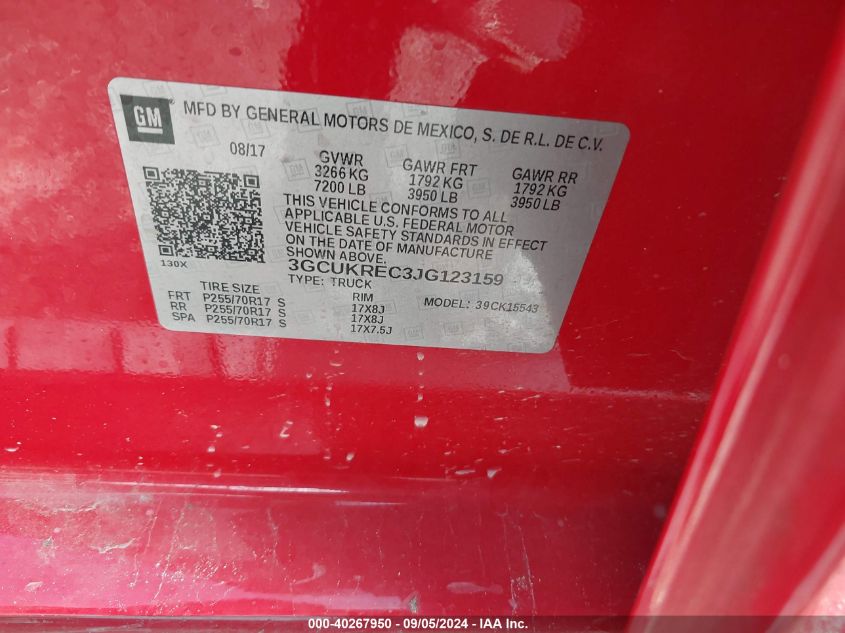 GM
MFD BY GENERAL MOTORS DE MEXICO, S. DE R.L. DE C.V.
08/17
GVWR GAWR FRT GAWR RR
3266 KG 1792 KG 1792 KG
7200 LB 3950 LB 3950 LB
THIS VEHICLE CONFORMS TO ALL
APPLICABLE U.S. FEDERAL MOTOR
VEHICLE SAFETY STANDARDS IN EFFECT
ON THE DATE OF MANUFACTURE
SHOWN ABOVE.
130X
3GCUKREC3JG123159
TYPE: TRUCK
TIRE SIZE RIM MODEL: 39CK15543
FRT P255/70R17 S 17X8J
RR P255/70R17 S 17X8J
SPA P255/70R17 S 17X7.5J
000-40267950 - 09/05/2024 - IAA Inc.